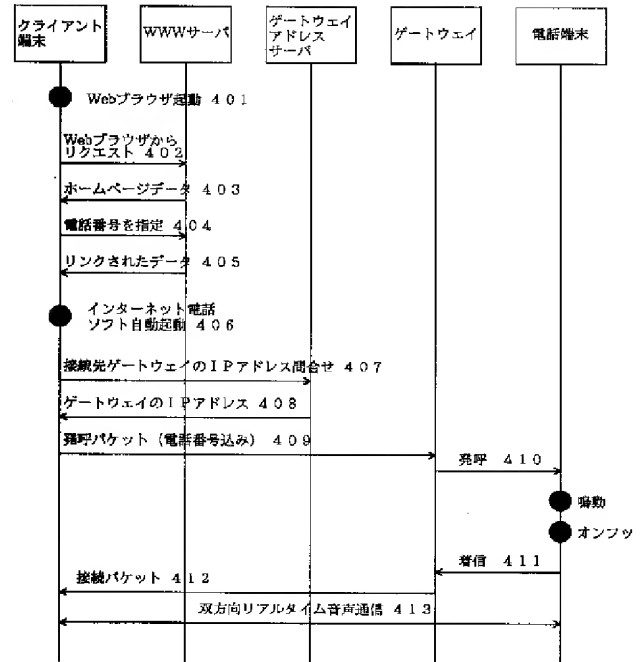 クライアント
端末
WWWサーバ
ゲートウェイ
アドレス
サーバ
ゲートウェイ
電話端末
Webブラウザ起動 401
Webブラウザから
リクエスト 402
ホームページデータ 403
電話番号を指定 404
リンクされたデータ 405
インターネット電話
ソフト自動起動 406
接続先ゲートウェイのIPアドレス問合せ 407
ゲートウェイのIPアドレス 408
発呼パケット（電話番号込み） 409
発呼 410
鳴動
オンフッ
着信 411
接続パケット 412
双方向リアルタイム音声通信 413